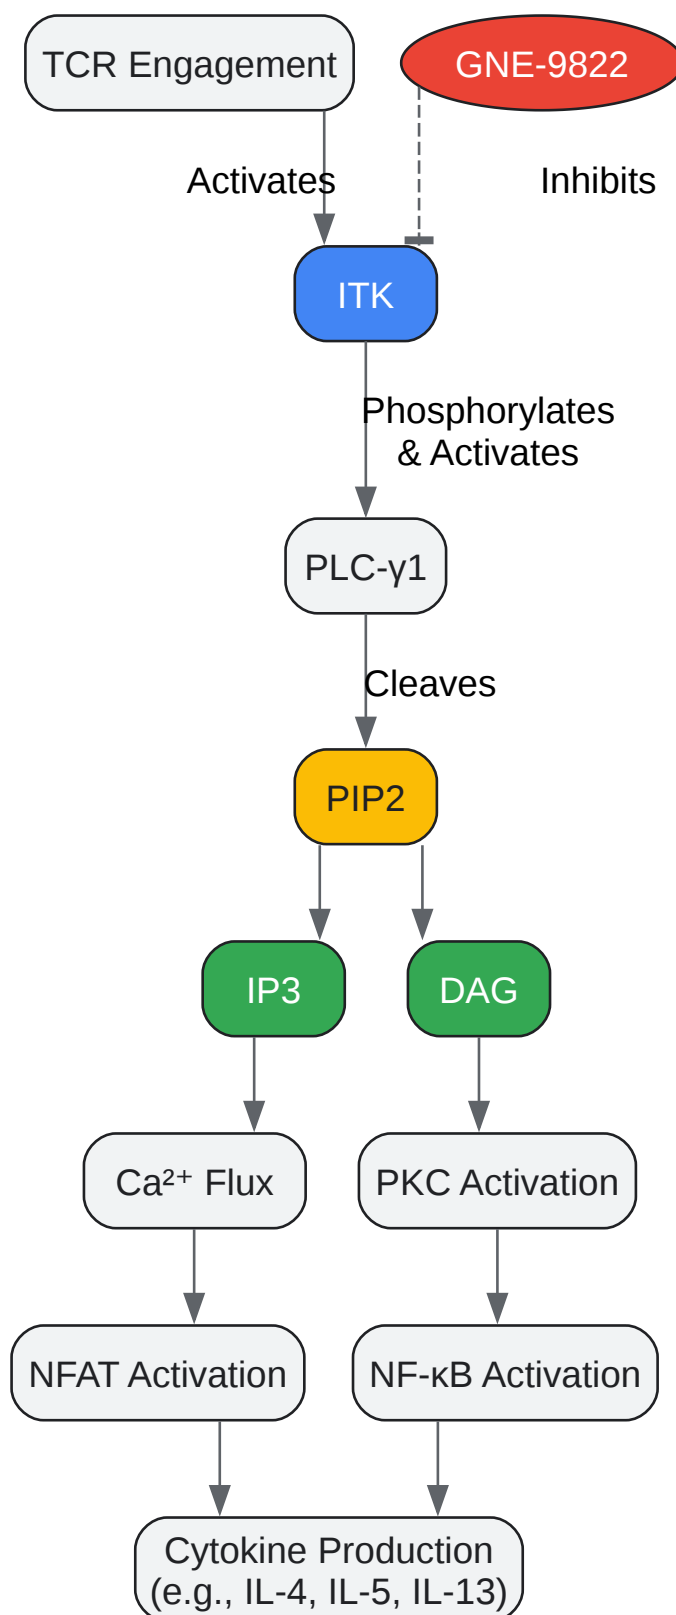 TCR Engagement
GNE-9822
Activates
Inhibits
ITK
Phosphorylates
& Activates
PLC-γ1
Cleaves
PIP2
IP3
DAG
Ca²⁺ Flux
PKC Activation
NFAT Activation
NF-κB Activation
Cytokine Production
(e.g., IL-4, IL-5, IL-13)